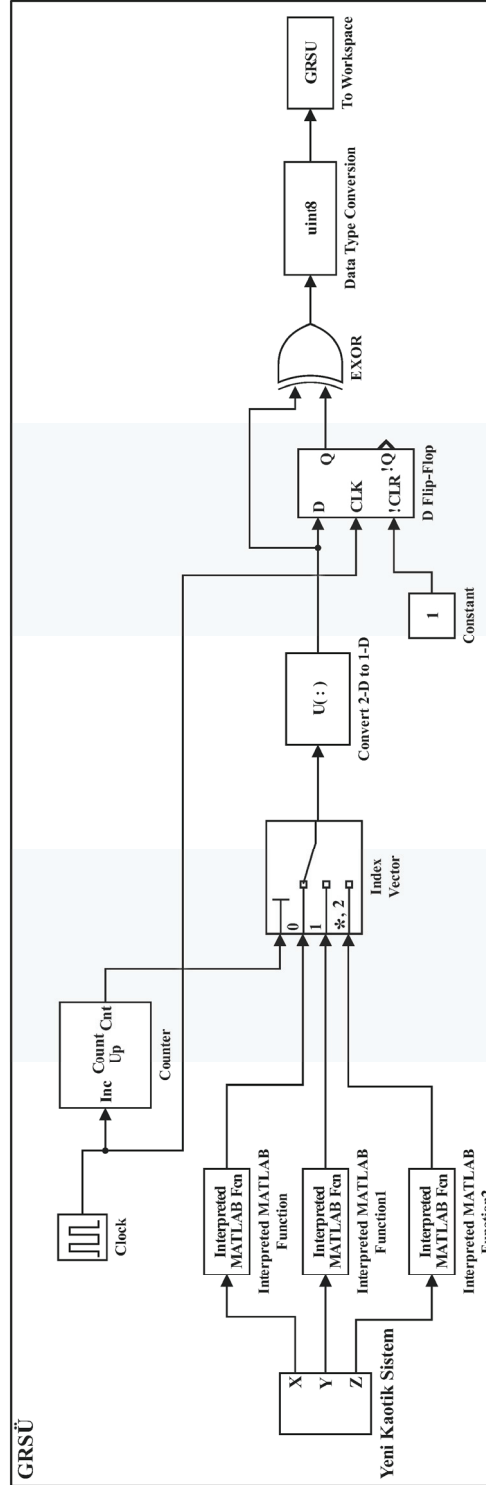 GRSÜ
Clock
Inc
Count
Up
Cnt
Counter
Yeni Kaotik Sistem
X
Y
Z
Interpreted
MATLAB Fcn
Interpreted MATLAB
Function
Interpreted
MATLAB Fcn
Interpreted MATLAB
Function1
Interpreted
MATLAB Fcn
Interpreted MATLAB
Function2
0
1
*, 2
Index
Vector
U( : )
Convert 2-D to 1-D
1
Constant
D
Q
CLK
!CLR
!Q
D Flip-Flop
EXOR
uint8
Data Type Conversion
GRSU
To Workspace